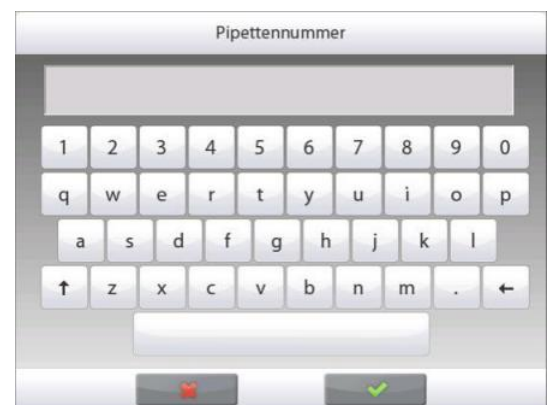 Pipettennummer
1 2 3 4 5 6 7 8 9 0
q w e r t y u i o p
a s d f g h j k l
↑ z x c v b n m . ←